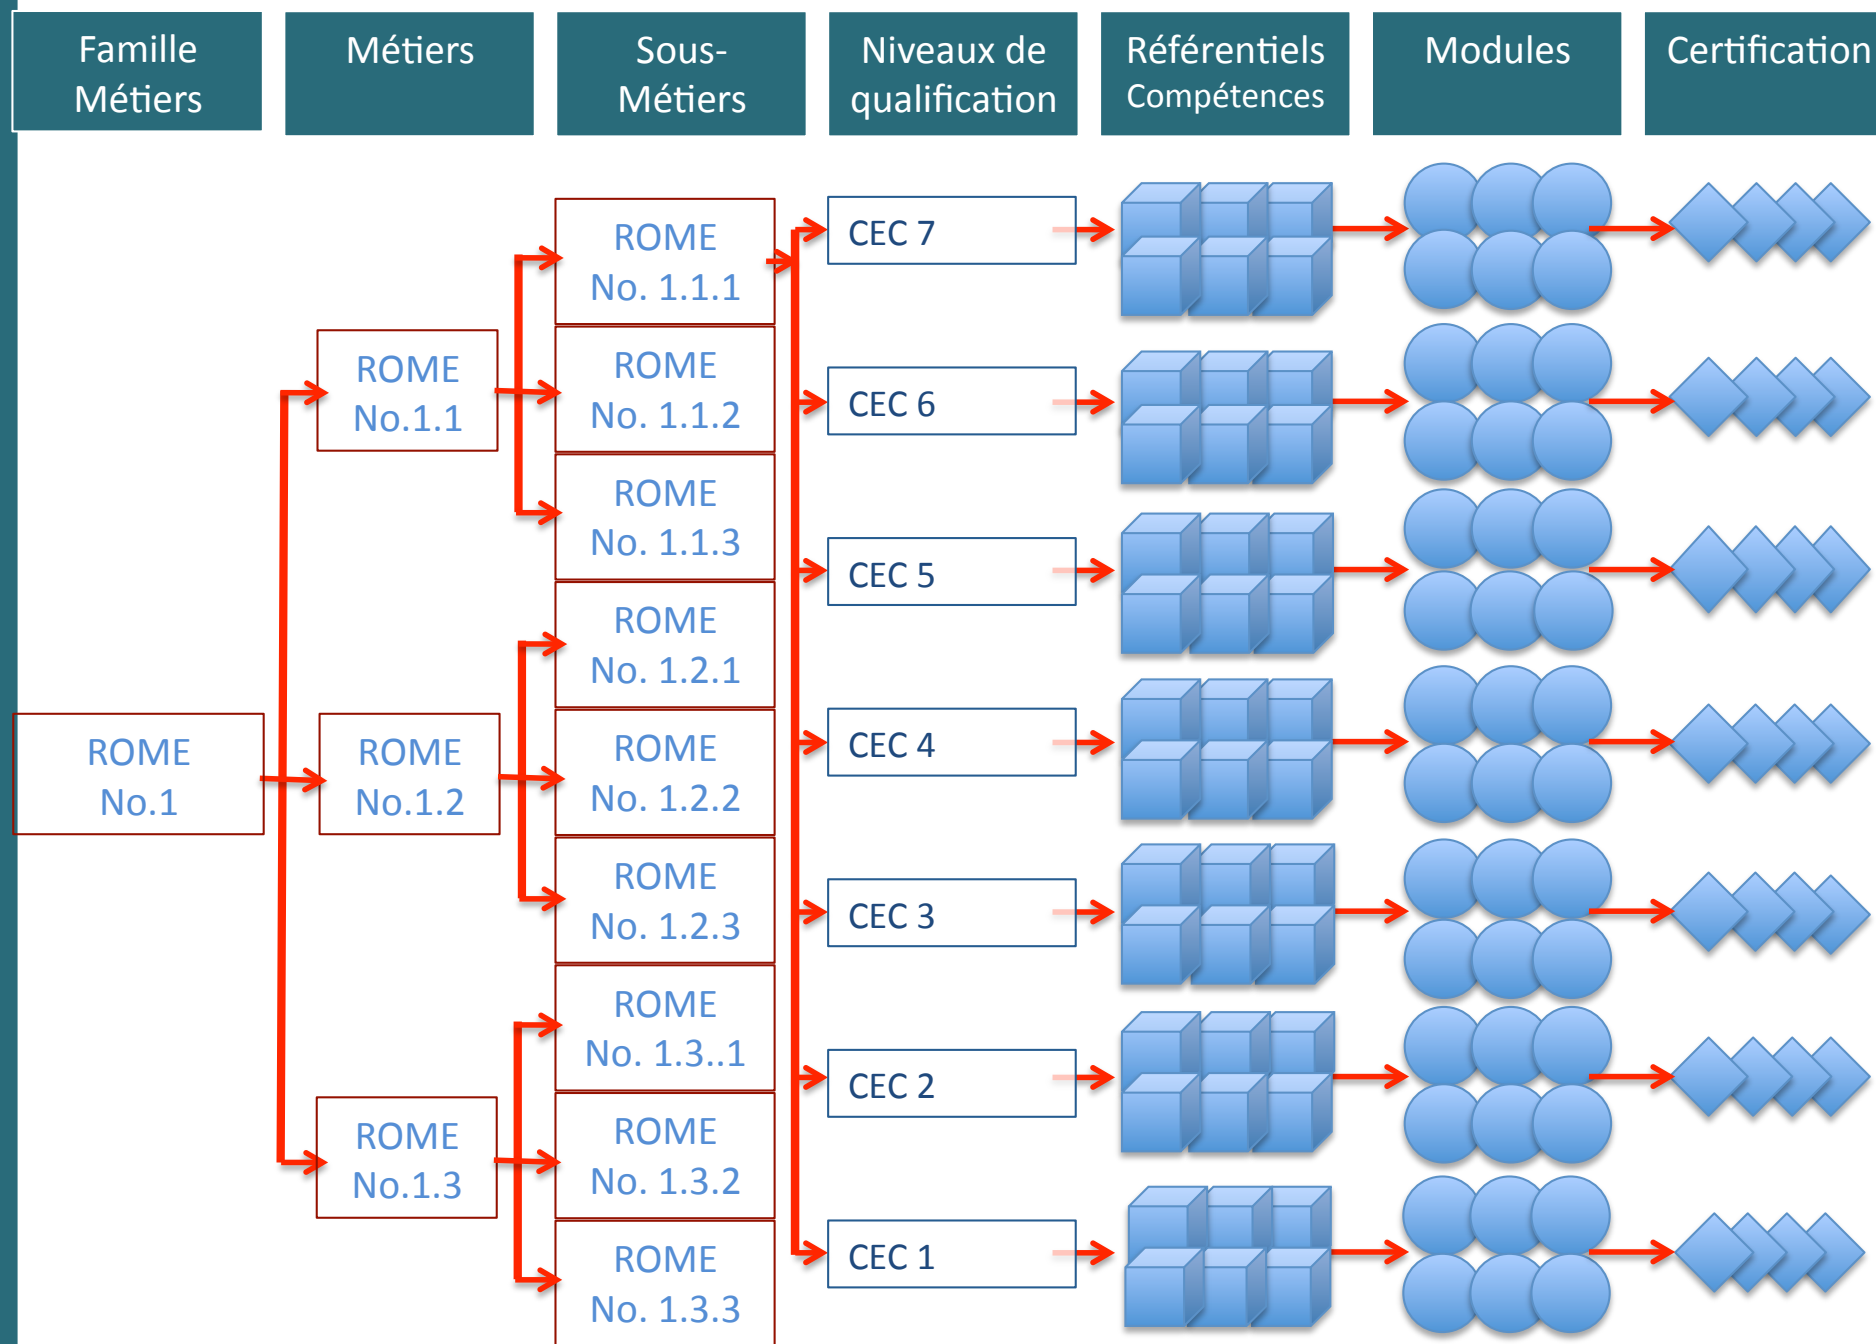 Famille
Métiers
Métiers
Sous-
Métiers
Niveaux de
qualification
Référentiels
Compétences
Modules
Certification
ROME
No.1
ROME
No.1.1
ROME
No.1.2
ROME
No.1.3
ROME
No. 1.1.1
ROME
No. 1.1.2
ROME
No. 1.1.3
ROME
No. 1.2.1
ROME
No. 1.2.2
ROME
No. 1.2.3
ROME
No. 1.3..1
ROME
No. 1.3.2
ROME
No. 1.3.3
CEC 7
CEC 6
CEC 5
CEC 4
CEC 3
CEC 2
CEC 1